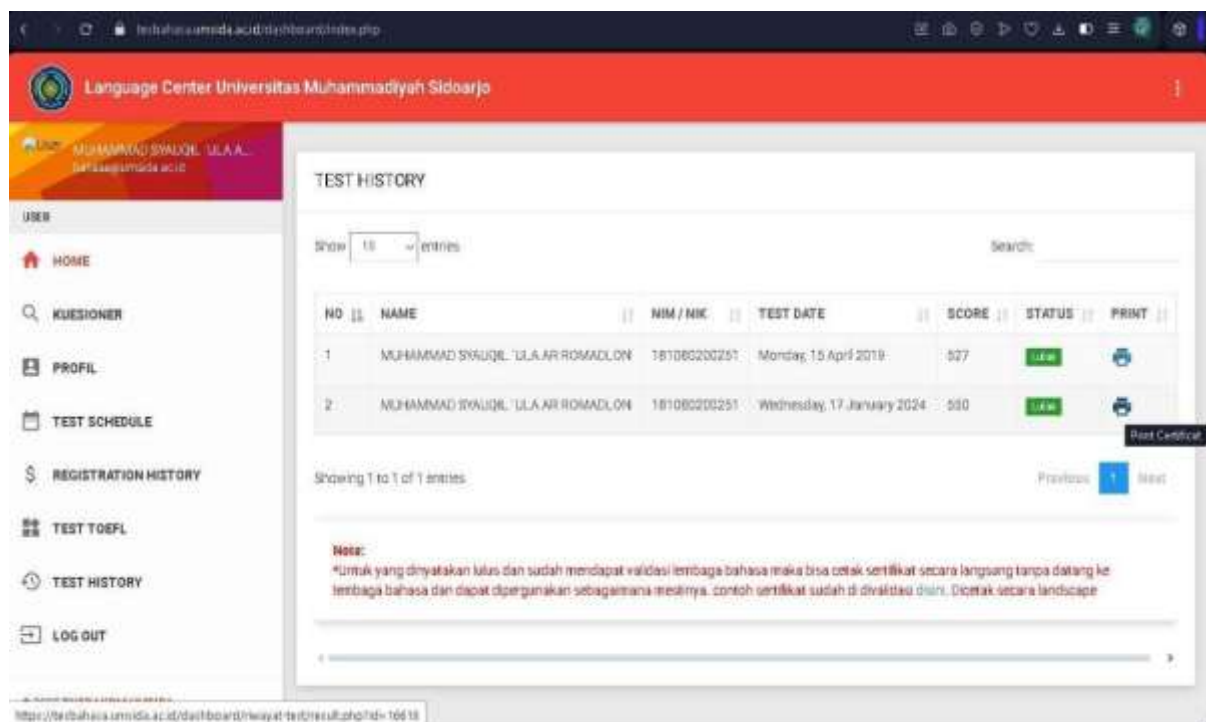 Language Center Universitas Muhammadiyah Sidoarjo
MUHAMMAD SYAUQIL 'ULA A...
USER
HOME
KUESIONER
PROFIL
TEST SCHEDULE
REGISTRATION HISTORY
TEST TOEFL
TEST HISTORY
LOG OUT
TEST HISTORY
Show 10 entries
Search:
NO NAME NIM / NIK TEST DATE SCORE STATUS PRINT
1 MUHAMMAD SYAUQIL 'ULA AR ROMADLON 181080200251 Monday, 15 April 2019 527 Lulus
2 MUHAMMAD SYAUQIL 'ULA AR ROMADLON 181080200251 Wednesday, 17 January 2024 Lulus
Print Certificat
Showing 1 to 1 of 1 entries
Previous 1 Next
Note:
*Untuk yang dinyatakan lulus dan sudah mendapat validasi lembaga bahasa maka bisa cetak sertifikat secara langsung tanpa datang ke
lembaga bahasa dan dapat dipergunakan sebagaimana mestinya. contoh sertifikat sudah di divalidasi disini. Dicetak secara landscape